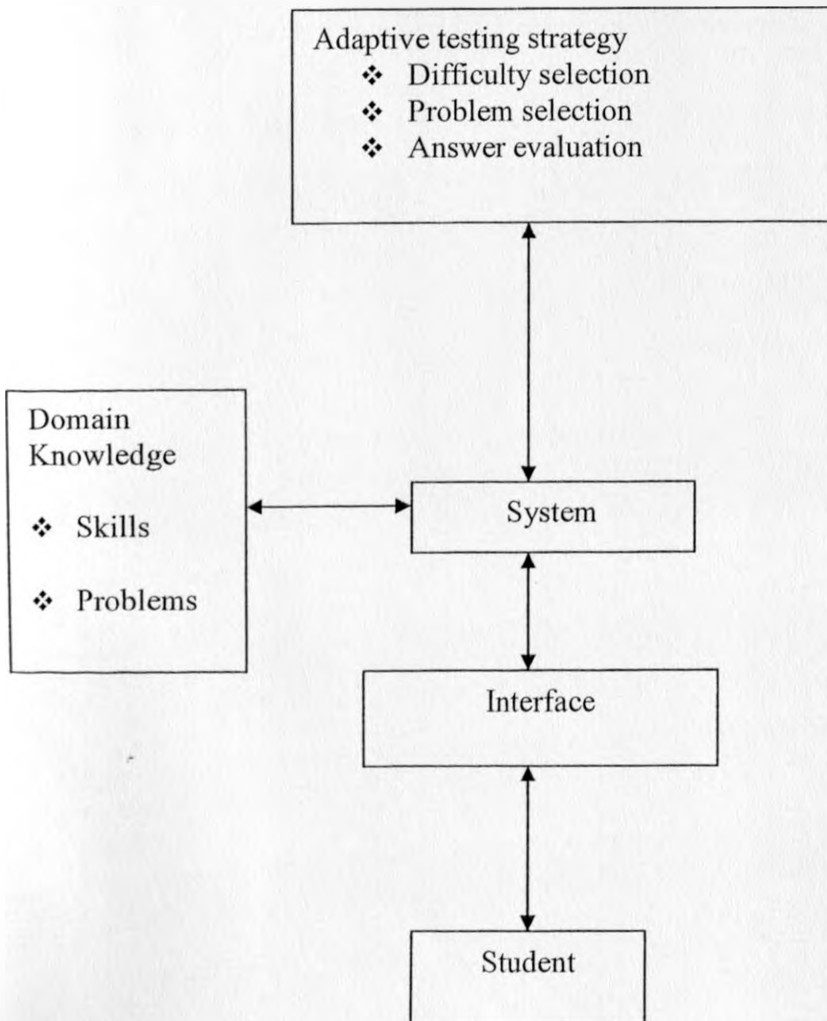 Adaptive testing strategy
❖ Difficulty selection
❖ Problem selection
❖ Answer evaluation
Domain
Knowledge
❖ Skills
❖ Problems
System
Interface
Student